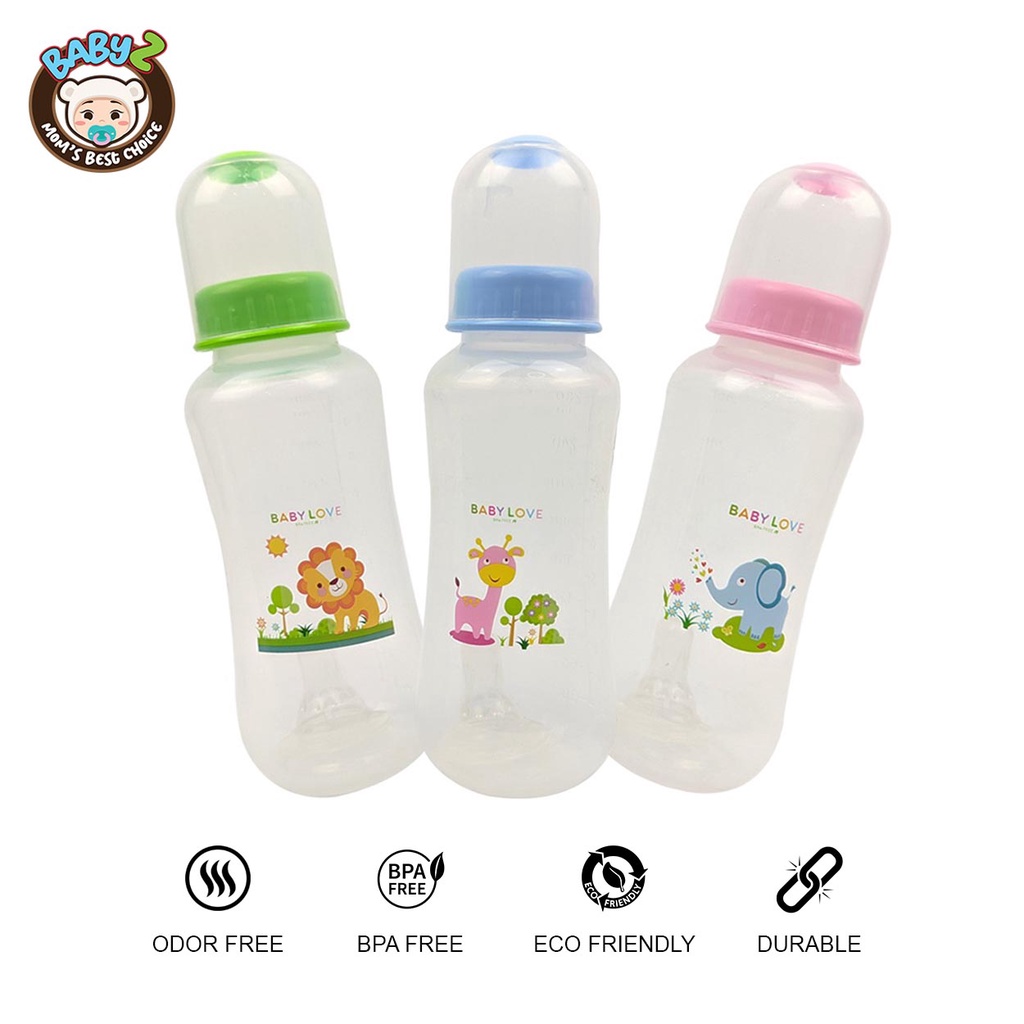 BABYZ
MOM'S BEST CHOICE
BABY LOVE
BABY LOVE
BABY LOVE
BPA
FREE
ECO FRIENDLY
ODOR FREE
BPA FREE
ECO FRIENDLY
DURABLE